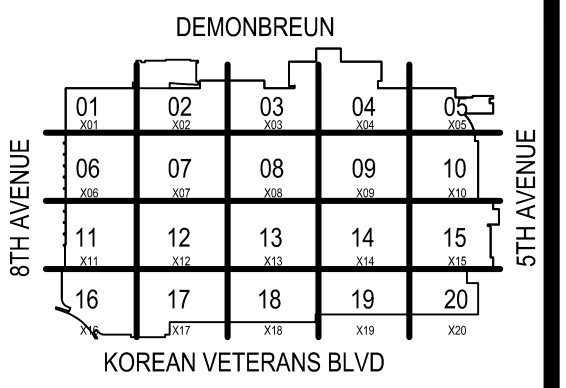 DEMONBREUN
01 02 03 04 05
X01 X02 X03 X04 X05
8TH AVENUE
5TH AVENUE
06 07 08 09 10
X06 X07 X08 X09 X10
11 12 13 14 15
X11 X12 X13 X14 X15
16 17 18 19 20
X16 X17 X18 X19 X20
KOREAN VETERANS BLVD